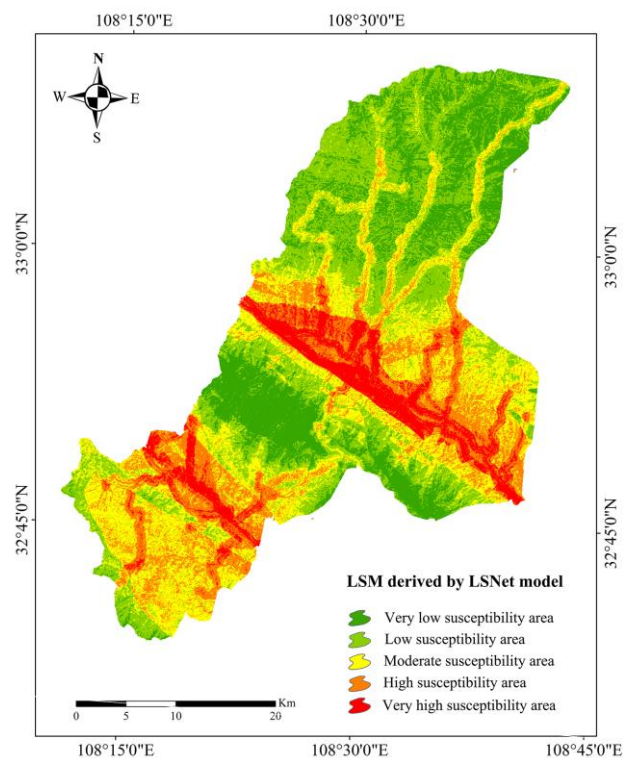 108°15'0"E 108°30'0"E
N
W E
S
33°0'0"N 33°0'0"N
32°45'0"N 32°45'0"N
LSM derived by LSNet model
Very low susceptibility area
Low susceptibility area
Moderate susceptibility area
High susceptibility area
Very high susceptibility area
Km
0 5 10 20
108°15'0"E 108°30'0"E 108°45'0"E